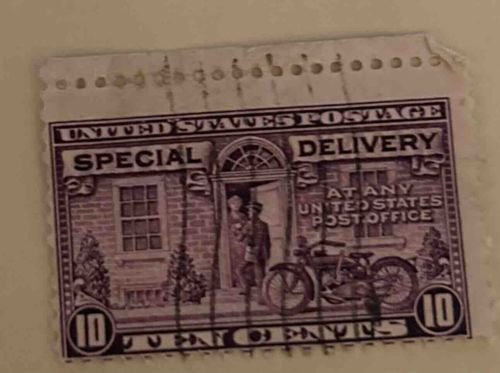 UNITED STATES POSTAGE
SPECIAL DELIVERY
AT ANY
UNITED STATES
POST OFFICE
10 TEN CENTS 10